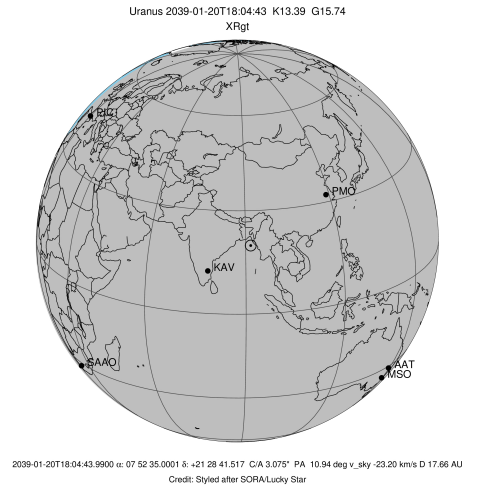 Uranus 2039-01-20T18:04:43 K13.39 G15.74
XRgt
PMO
KAV
SAAO
AAT
MSO
2039-01-20T18:04:43.9900 α: 07 52 35.0001 δ: +21 28 41.517 C/A 3.075" PA 10.94 deg v_sky -23.20 km/s D 17.66 AU
Credit: Styled after SORA/Lucky Star